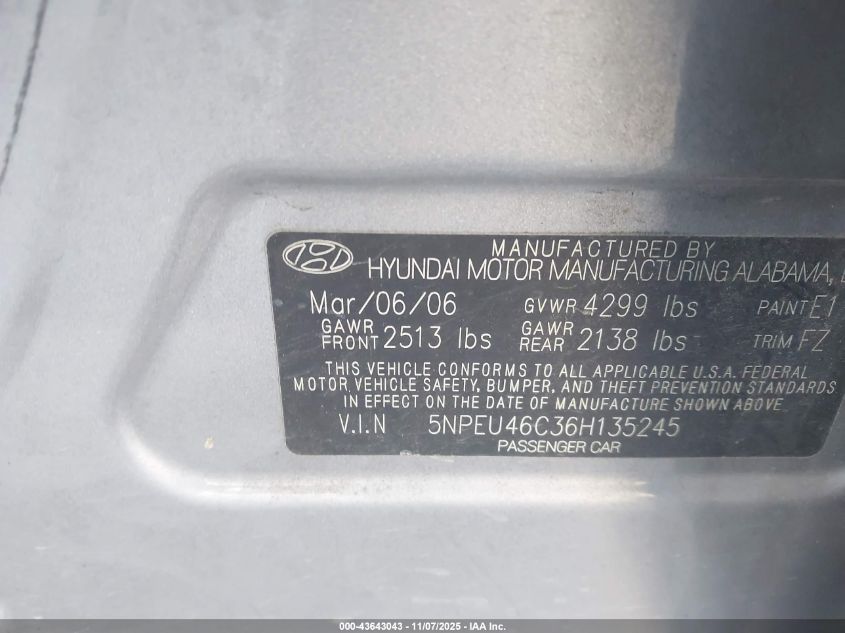 MANUFACTURED BY
HYUNDAI MOTOR MANUFACTURING ALABAMA,
Mar/06/06 GVWR 4299 lbs PAINT E1
GAWR FRONT 2513 lbs GAWR REAR 2138 lbs TRIM FZ
THIS VEHICLE CONFORMS TO ALL APPLICABLE U.S.A. FEDERAL
MOTOR VEHICLE SAFETY, BUMPER, AND THEFT PREVENTION STANDARDS
IN EFFECT ON THE DATE OF MANUFACTURE SHOWN ABOVE
V.I.N 5NPEU46C36H135245
PASSENGER CAR
000-43643043 - 11/07/2025 - IAA Inc.